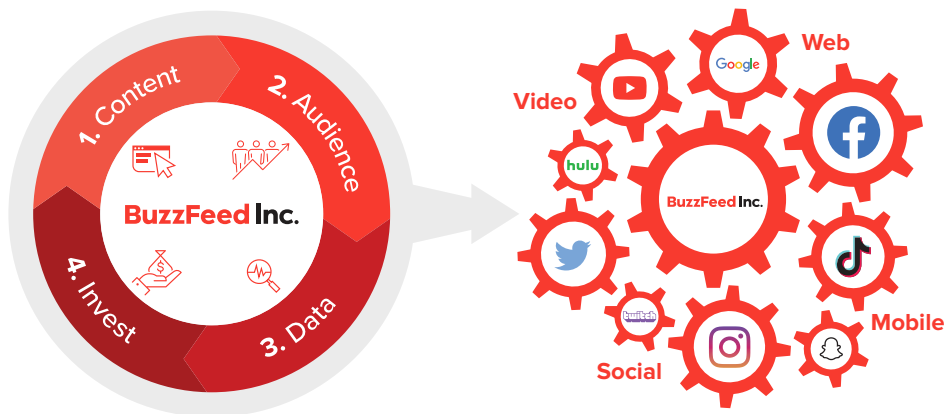 1. Content
2. Audience
3. Data
4. Invest
BuzzFeed Inc.
$
Web
Google
Video
hulu
BuzzFeed Inc.
twitch
Mobile
Social